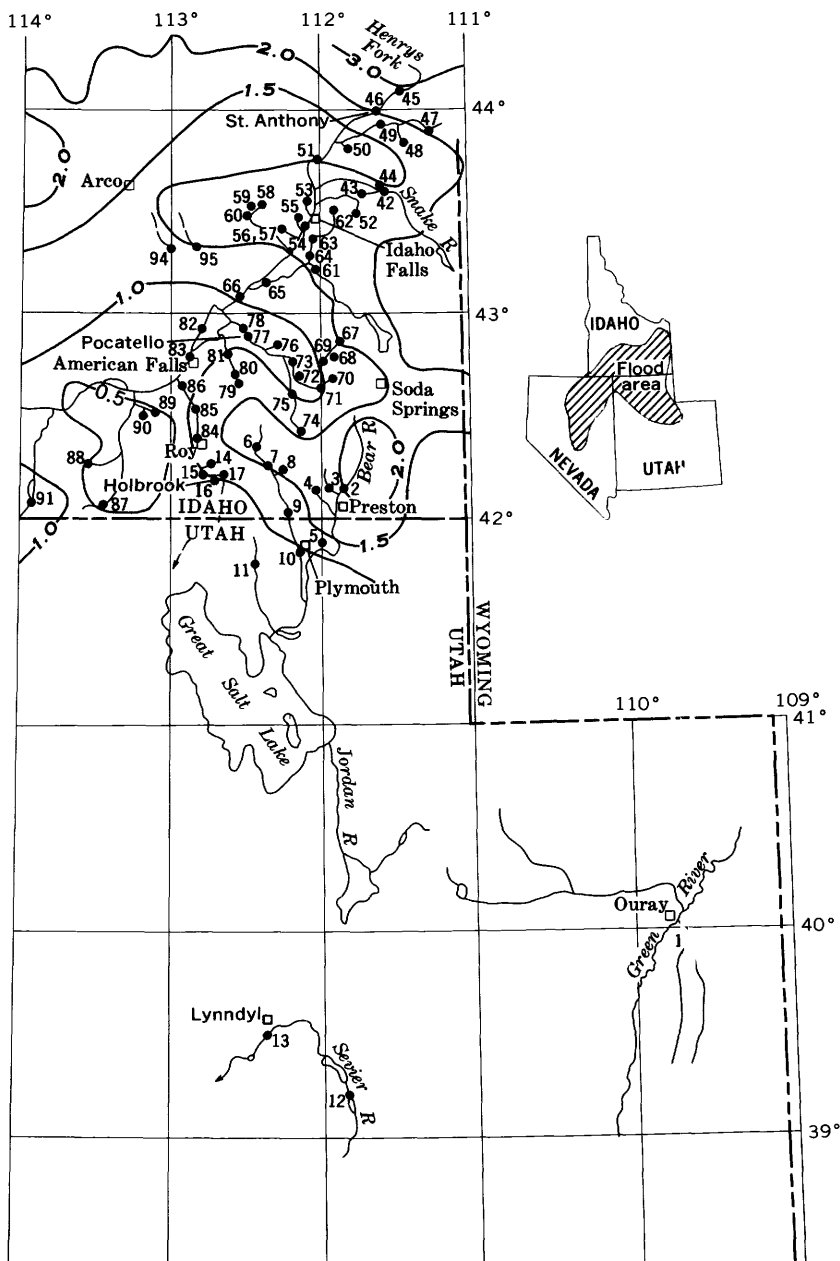 114°
113°
112°
111°
2.0
Henrys
Fork
3.0
1.5
46
45
44°
St. Anthony
47
49
48
50
51
2.0
Arco
44
43
42
Snake R
53
59
58
55
60
62
52
56, 57
54
63
Idaho
Falls
94
95
64
61
66
65
1.0
43°
82
78
67
Pocatello
77
76
69
American Falls
83
81
68
73
80
72
70
Soda
Springs
86
79
71
0.5
75
89
90
85
74
Roy
84
6
Bear R
2.0
88
14
7
8
15
17
4
3
2
Holbrook
16
91
87
IDAHO
9
Preston
42°
1.0
UTAH
5
1.5
10
11
Plymouth
Great
Salt
Lake
UTAH
WYOMING
110°
109°
41°
Jordan
R
Ouray
Green
River
1
40°
Lynndyl
13
Sevier
R
12
39°
IDAHO
Flood
area
NEVADA
UTAH